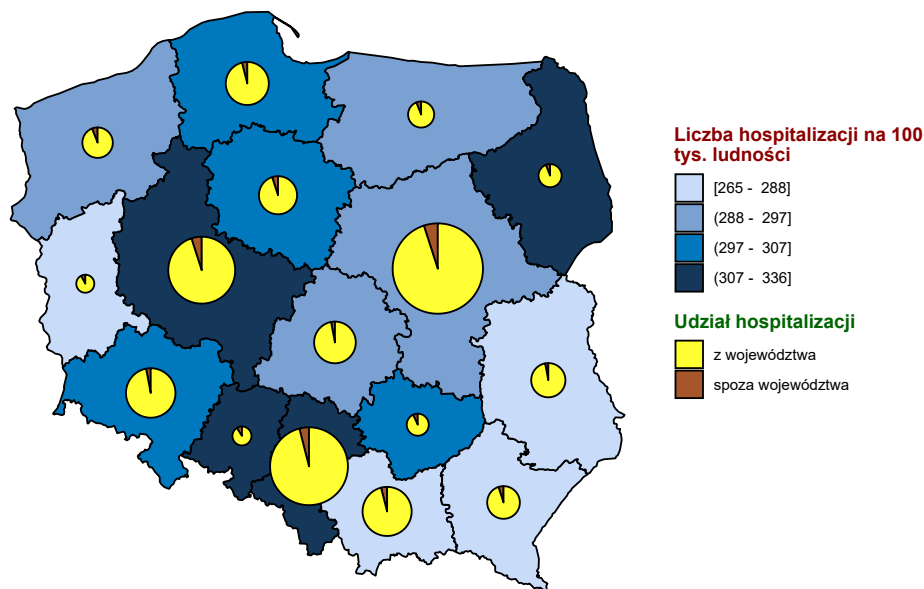 Liczba hospitalizacji na 100
tys. ludności
[265 - 288]
(288 - 297]
(297 - 307]
(307 - 336]
Udział hospitalizacji
z województwa
spoza województwa